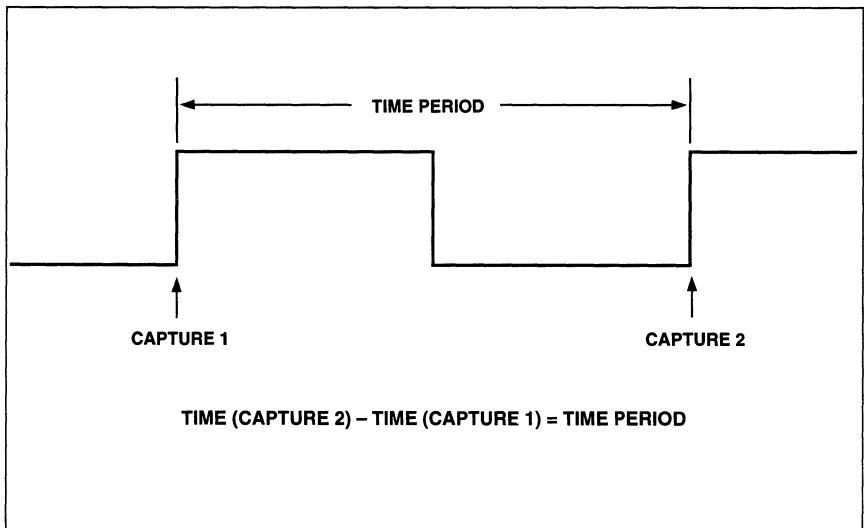 TIME PERIOD
CAPTURE 1
CAPTURE 2
TIME (CAPTURE 2) – TIME (CAPTURE 1) = TIME PERIOD